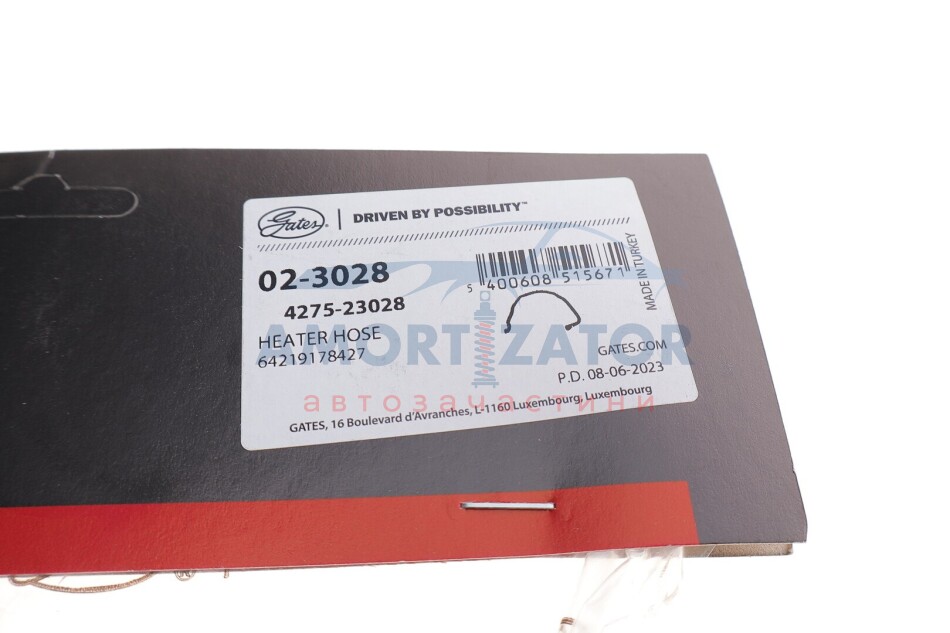 Gates® | DRIVEN BY POSSIBILITY™
02-3028
4275-23028
HEATER HOSE
64219178427
5 400608 515671
MADE IN TURKEY
GATES.COM
P.D. 08-06-2023
GATES, 16 Boulevard d'Avranches, L-1160 Luxembourg, Luxembourg
AMORTIZATOR
автозапчастини